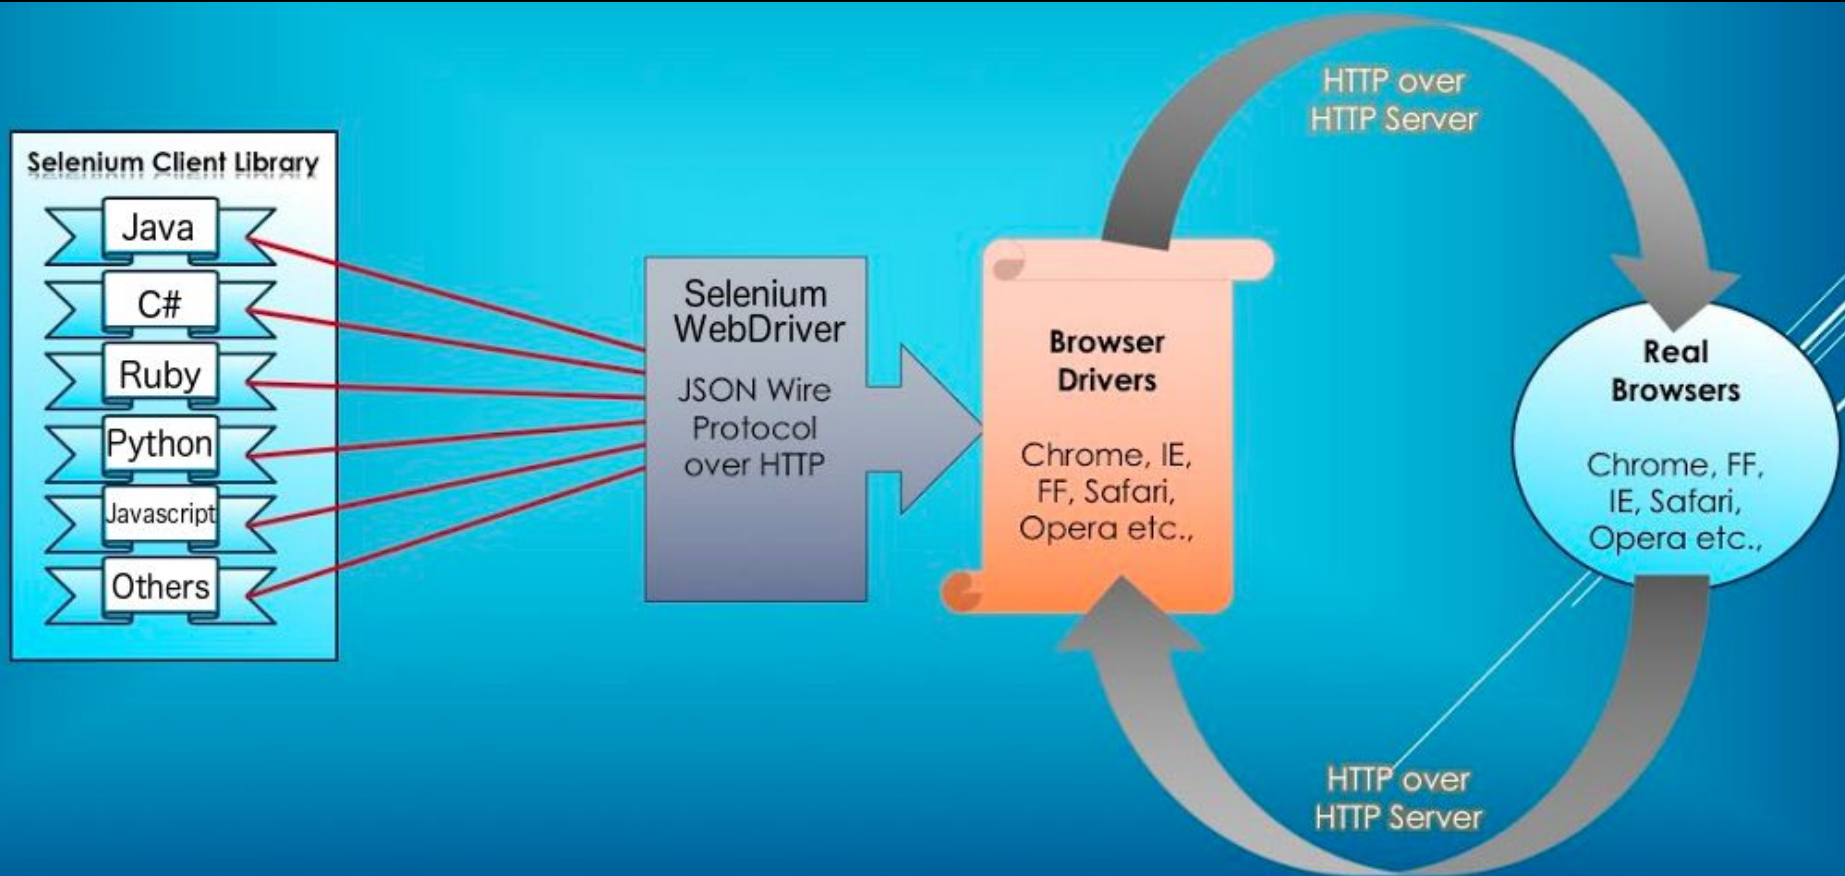 Selenium Client Library
Java
C#
Ruby
Python
Javascript
Others
Selenium
WebDriver
JSON Wire
Protocol
over HTTP
Browser
Drivers
Chrome, IE,
FF, Safari,
Opera etc.,
HTTP over
HTTP Server
Real
Browsers
Chrome, FF,
IE, Safari,
Opera etc.,
HTTP over
HTTP Server